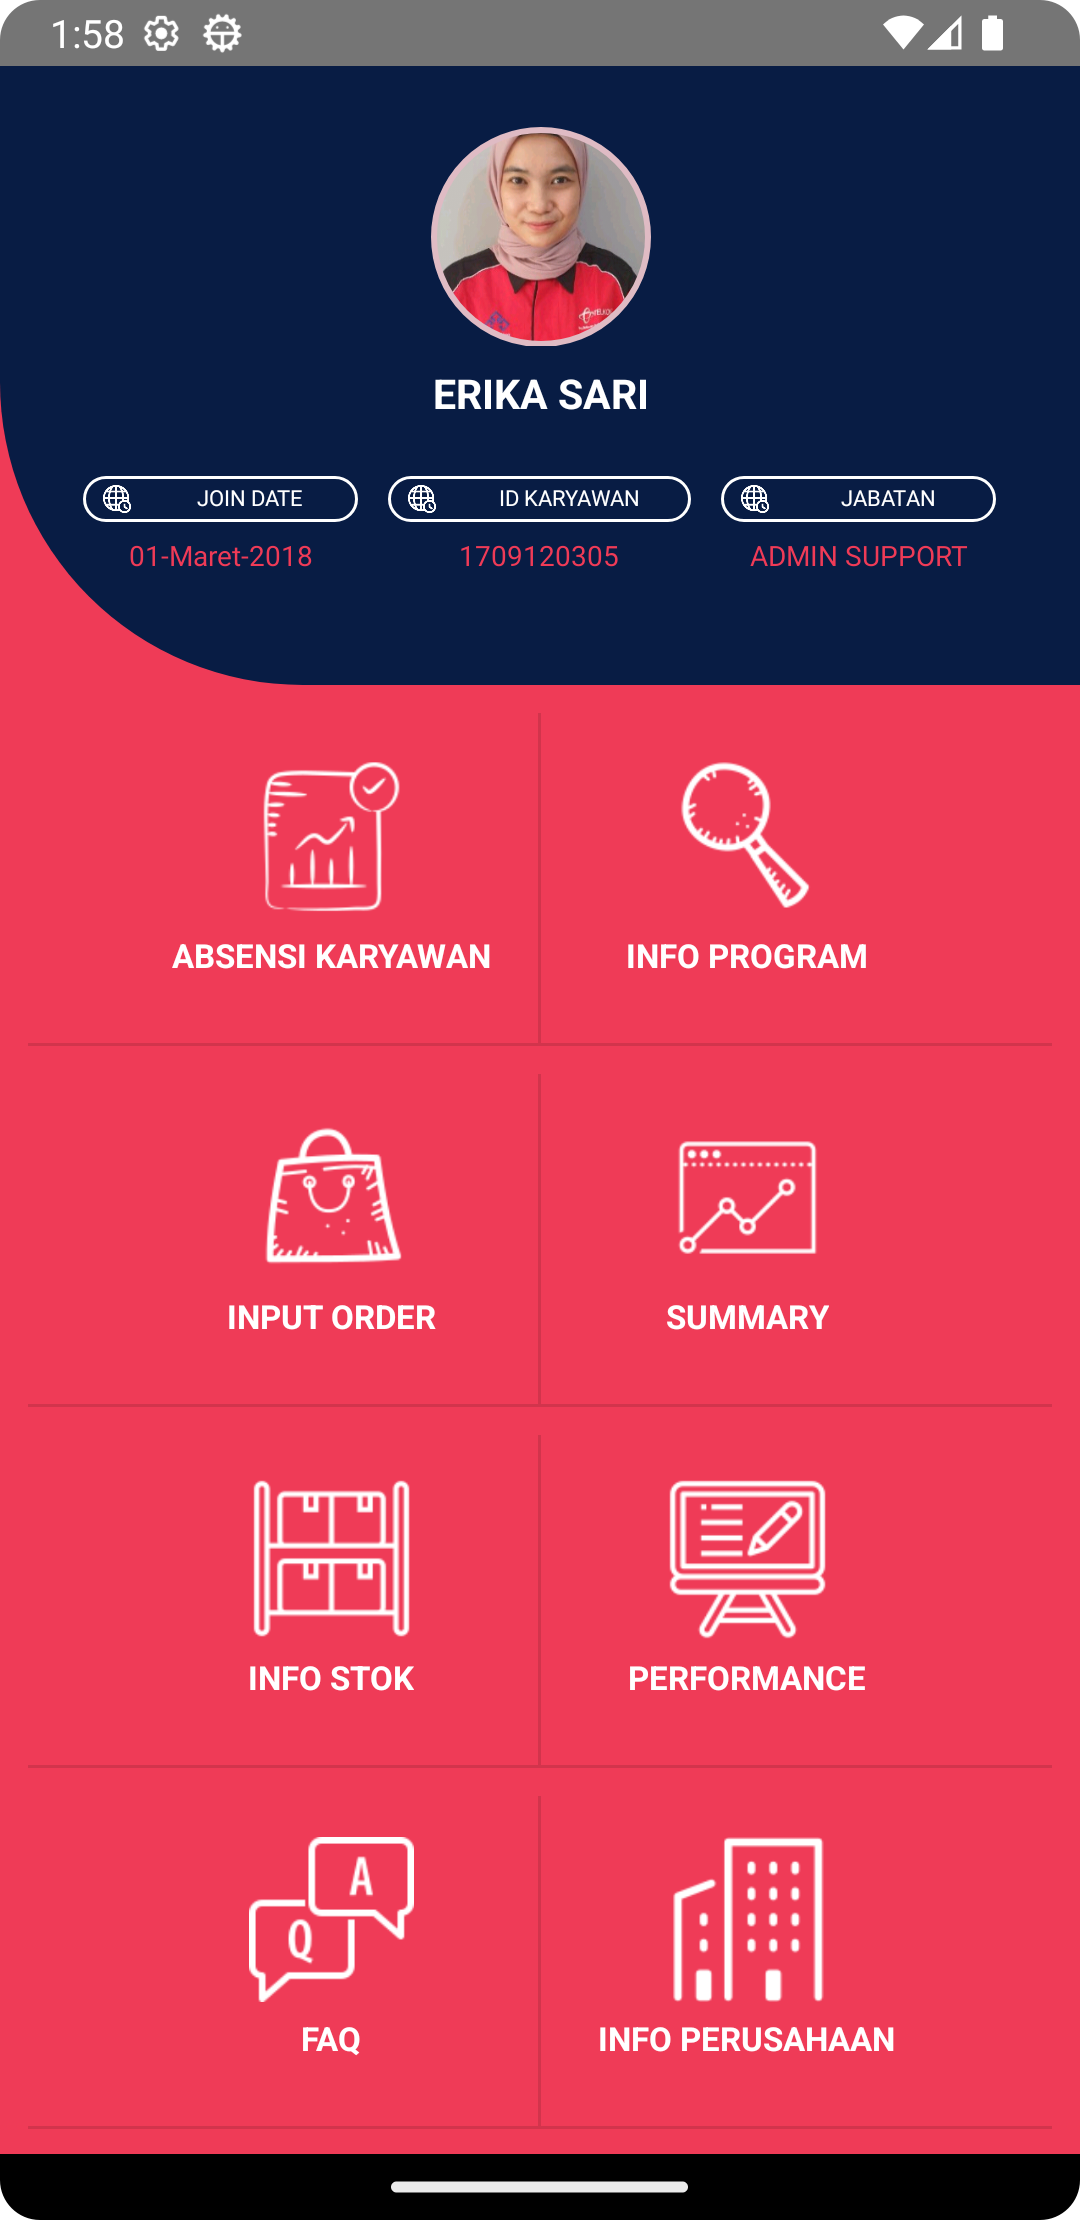 1:58
ERIKA SARI
JOIN DATE ID KARYAWAN JABATAN
01-Maret-2018 1709120305 ADMIN SUPPORT
ABSENSI KARYAWAN INFO PROGRAM
INPUT ORDER SUMMARY
INFO STOK PERFORMANCE
A
Q
FAQ INFO PERUSAHAAN